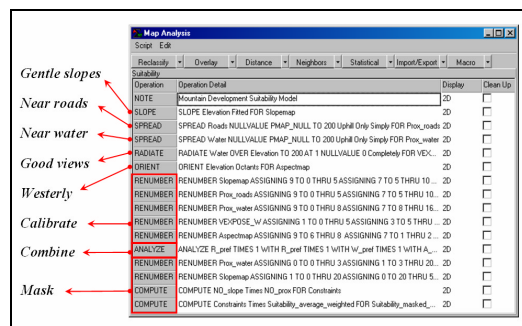 Map Analysis
Script Edit
Reclassify Overlay Distance Neighbors Statistical Import/Export Macro
Suitability
Operation Operation Detail Display Clean Up
NOTE Mountain Development Suitability Model 2D
Gentle slopes SLOPE SLOPE Elevation Fitted FOR Slopemap 2D
Near roads SPREAD SPREAD Roads NULLVALUE PMAP_NULL TO 200 Uphill Only Simply FOR Prox_roads 2D
Near water SPREAD SPREAD Water NULLVALUE PMAP_NULL TO 200 Uphill Only Simply FOR Prox_water 2D
Good views RADIATE RADIATE Water OVER Elevation TO 200 AT 1 NULLVALUE 0 Completely FOR VEX... 2D
Westerly ORIENT ORIENT Elevation Octants FOR Aspectmap 2D
RENUMBER RENUMBER Slopemap ASSIGNING 9 TO 0 THRU 5 ASSIGNING 7 TO 5 THRU 10 ... 2D
RENUMBER RENUMBER Prox_roads ASSIGNING 9 TO 0 THRU 5 ASSIGNING 7 TO 5 THRU 10... 2D
RENUMBER RENUMBER Prox_water ASSIGNING 9 TO 0 THRU 8 ASSIGNING 7 TO 8 THRU 16... 2D
Calibrate RENUMBER RENUMBER VEXPOSE_W ASSIGNING 1 TO 0 THRU 5 ASSIGNING 3 TO 5 THRU ... 2D
RENUMBER RENUMBER Aspectmap ASSIGNING 9 TO 6 THRU 8 ASSIGNING 7 TO 1 THRU 2 ... 2D
Combine ANALYZE ANALYZE R_pref TIMES 1 WITH R_pref TIMES 1 WITH W_pref TIMES 1 WITH A_... 2D
RENUMBER RENUMBER Prox_water ASSIGNING 0 TO 0 THRU 3 ASSIGNING 1 TO 3 THRU 20... 2D
RENUMBER RENUMBER Slopemap ASSIGNING 1 TO 0 THRU 20 ASSIGNING 0 TO 20 THRU 5... 2D
Mask COMPUTE COMPUTE NO_slope Times NO_prox FOR Constraints 2D
COMPUTE COMPUTE Constraints Times Suitability_average_weighted FOR Suitability_masked_... 2D